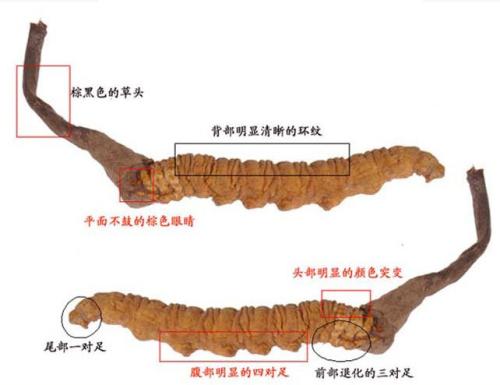 棕黑色的草头
背部明显清晰的环纹
平面不鼓的棕色眼睛
头部明显的颜色突变
尾部一对足
腹部明显的四对足
前部退化的三对足